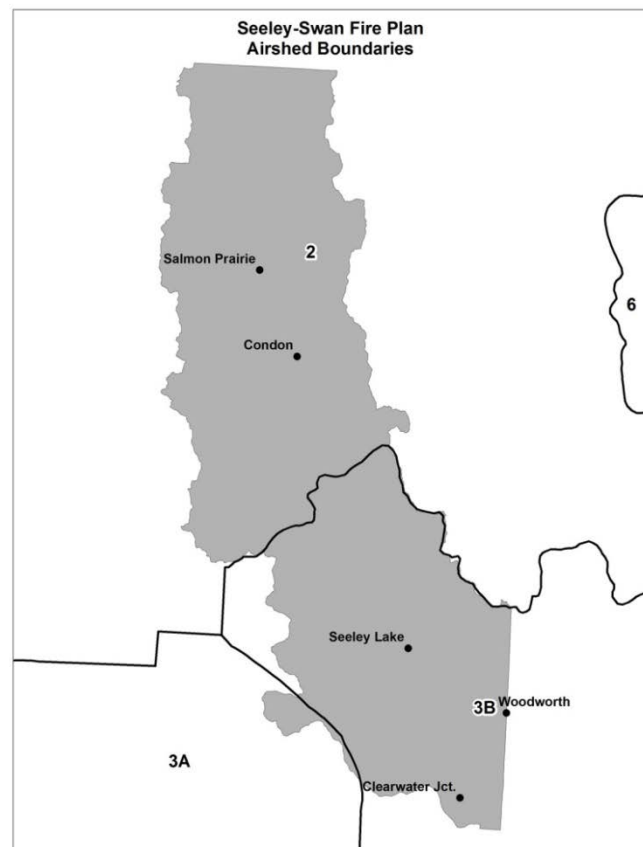 Seeley-Swan Fire Plan
Airshed Boundaries
2
Salmon Prairie
6
Condon
Seeley Lake
3B
Woodworth
3A
Clearwater Jct.